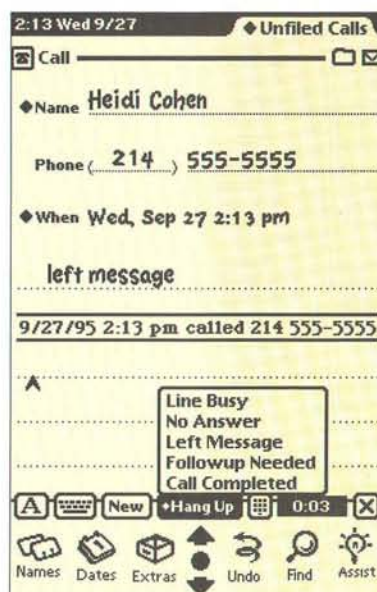 2:13 Wed 9/27 ◆Unfiled Calls
Call
◆Name Heidi Cohen
Phone ( 214 ) 555-5555
◆When Wed, Sep 27 2:13 pm
left message
9/27/95 2:13 pm called 214 555-5555
Line Busy
No Answer
Left Message
Followup Needed
Call Completed
A New ◆Hang Up 0:03 X
Names Dates Extras Undo Find Assist